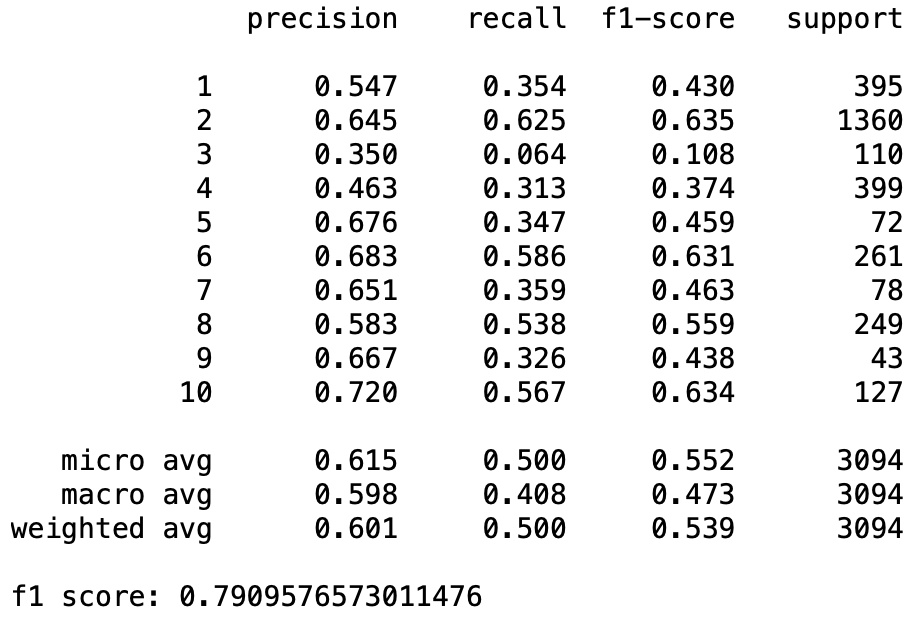 precision recall f1-score support
1 0.547 0.354 0.430 395
2 0.645 0.625 0.635 1360
3 0.350 0.064 0.108 110
4 0.463 0.313 0.374 399
5 0.676 0.347 0.459 72
6 0.683 0.586 0.631 261
7 0.651 0.359 0.463 78
8 0.583 0.538 0.559 249
9 0.667 0.326 0.438 43
10 0.720 0.567 0.634 127
micro avg 0.615 0.500 0.552 3094
macro avg 0.598 0.408 0.473 3094
weighted avg 0.601 0.500 0.539 3094
f1 score: 0.7909576573011476